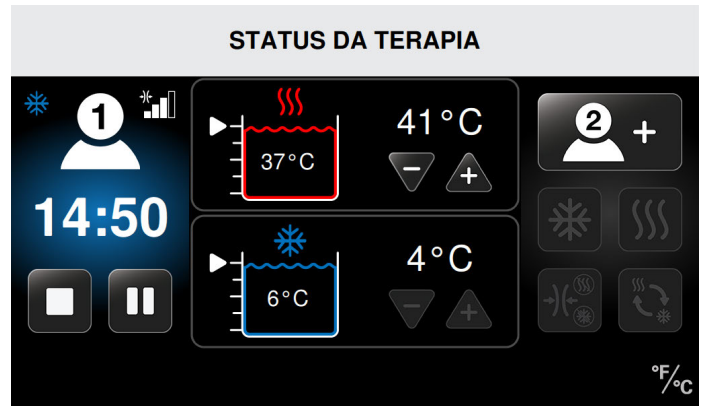 STATUS DA TERAPIA
1
14:50
41°C
37°C
4°C
6°C
2 +
°F/°C